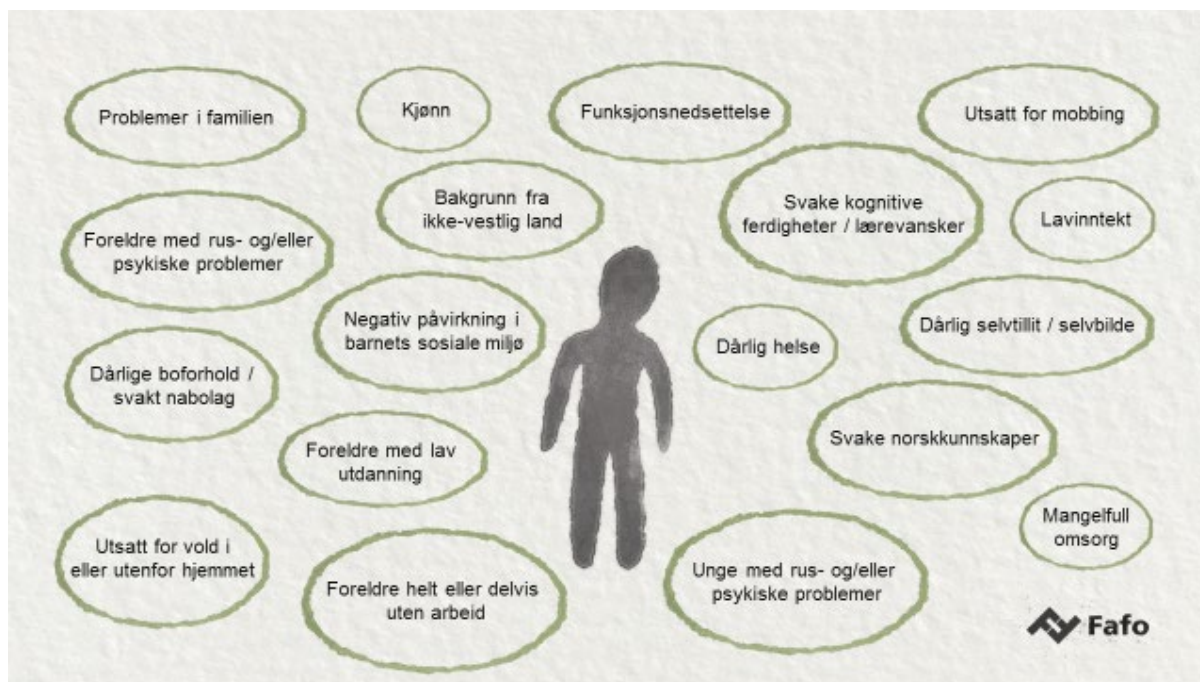 Problemer i familien
Kjønn
Funksjonsnedsettelse
Utsatt for mobbing
Bakgrunn fra
ikke-vestlig land
Svake kognitive
ferdigheter / lærevansker
Lavinntekt
Foreldre med rus- og/eller
psykiske problemer
Negativ påvirkning i
barnets sosiale miljø
Dårlig helse
Dårlig selvtillit / selvbilde
Dårlige boforhold /
svakt nabolag
Foreldre med lav
utdanning
Svake norskkunnskaper
Utsatt for vold i
eller utenfor hjemmet
Foreldre helt eller delvis
uten arbeid
Unge med rus- og/eller
psykiske problemer
Mangelfull
omsorg
Fafo